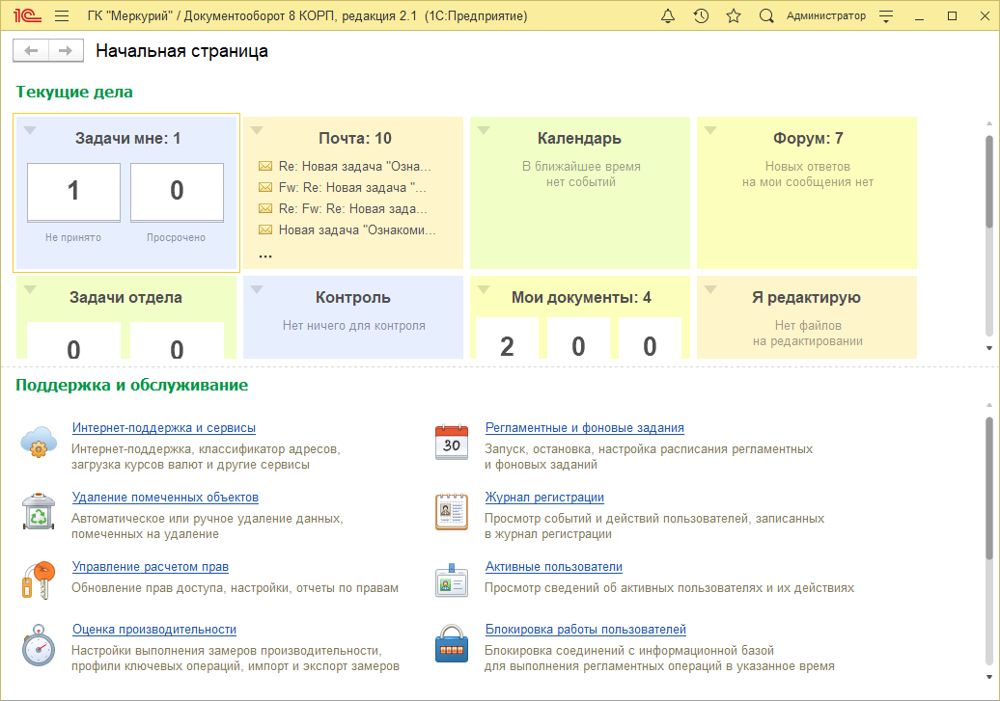 1С ГК "Меркурий" / Документооборот 8 КОРП, редакция 2.1 (1С:Предприятие) Администратор
Начальная страница
Текущие дела
Задачи мне: 1
1 0
Не принято Просрочено
Почта: 10
Re: Новая задача "Озна...
Fw: Re: Новая задача "...
Re: Fw: Re: Новая зада...
Новая задача "Ознакоми...
...
Календарь
В ближайшее время
нет событий
Форум: 7
Новых ответов
на мои сообщения нет
Задачи отдела
0 0
Контроль
Нет ничего для контроля
Мои документы: 4
2 0 0
Я редактирую
Нет файлов
на редактировании
Поддержка и обслуживание
Интернет-поддержка и сервисы
Интернет-поддержка, классификатор адресов,
загрузка курсов валют и другие сервисы
30
Регламентные и фоновые задания
Запуск, остановка, настройка расписания регламентных
и фоновых заданий
Удаление помеченных объектов
Автоматическое или ручное удаление данных,
помеченных на удаление
Журнал регистрации
Просмотр событий и действий пользователей, записанных
в журнал регистрации
Управление расчетом прав
Обновление прав доступа, настройки, отчеты по правам
Активные пользователи
Просмотр сведений об активных пользователях и их действиях
Оценка производительности
Настройки выполнения замеров производительности,
профили ключевых операций, импорт и экспорт замеров
Блокировка работы пользователей
Блокировка соединений с информационной базой
для выполнения регламентных операций в указанное время